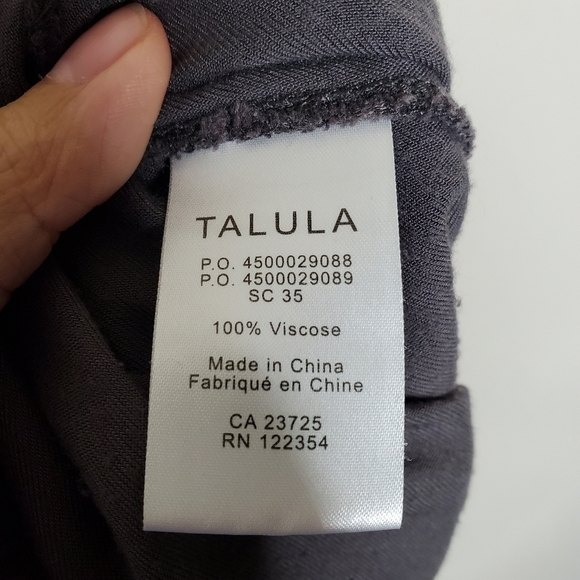 TALULA
P.O. 4500029088
P.O. 4500029089
SC 35
100% Viscose
Made in China
Fabriqué en Chine
CA 23725
RN 122354